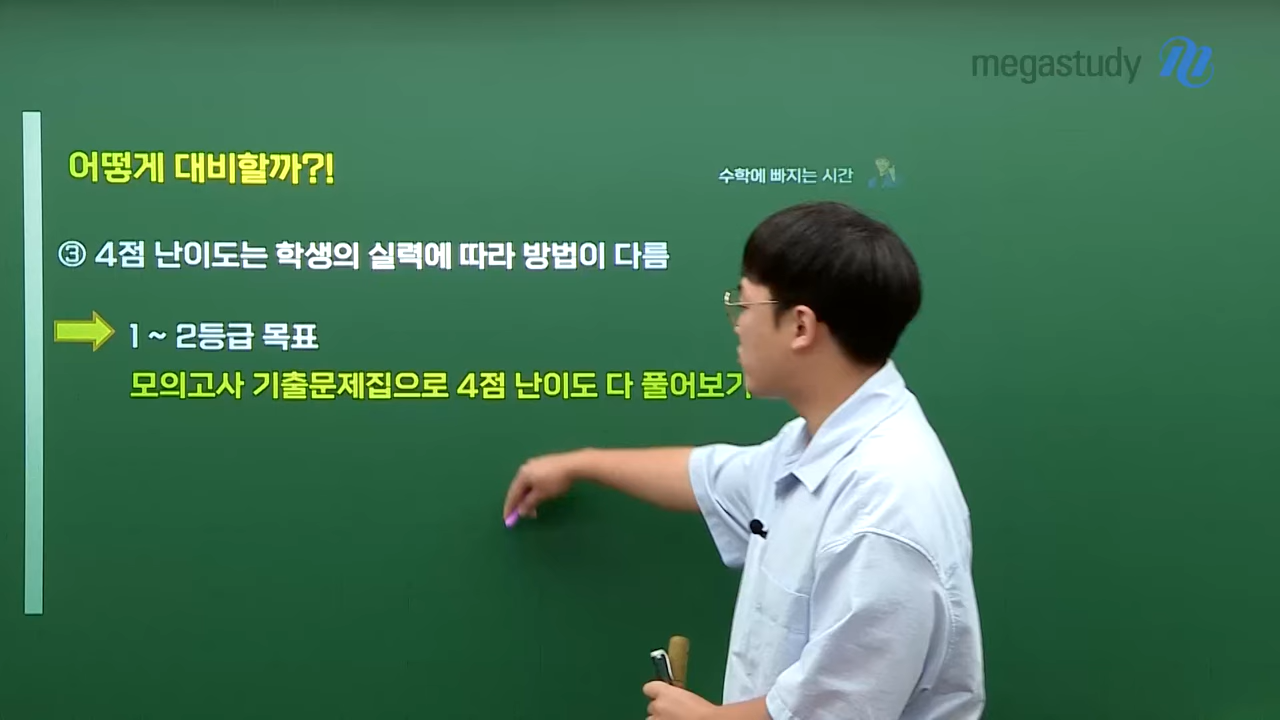 megastudy
어떻게 대비할까?!
수학에 빠지는 시간
③ 4점 난이도는 학생의 실력에 따라 방법이 다름
1 ~ 2등급 목표
모의고사 기출문제집으로 4점 난이도 다 풀어보기